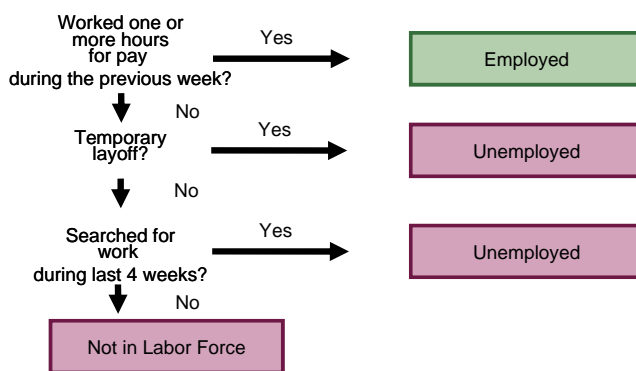 Worked one or
more hours
for pay
during the previous week?
Yes
Employed
No
Temporary
layoff?
Yes
Unemployed
No
Searched for
work
during last 4 weeks?
Yes
Unemployed
No
Not in Labor Force